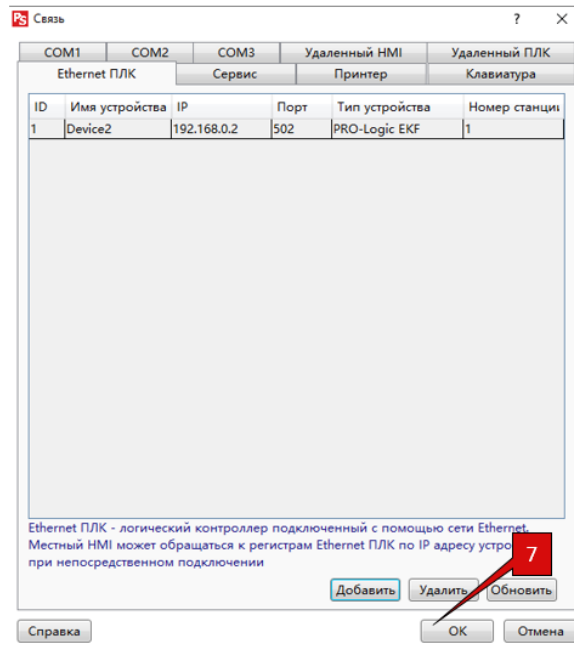 PS Связь ? ×
COM1 COM2 COM3 Удаленный HMI Удаленный ПЛК
Ethernet ПЛК Сервис Принтер Клавиатура
ID Имя устройства IP Порт Тип устройства Номер станции
1 Device2 192.168.0.2 502 PRO-Logic EKF 1
Ethernet ПЛК - логический контроллер подключенный с помощью сети Ethernet.
Местный HMI может обращаться к регистрам Ethernet ПЛК по IP адресу устро
при непосредственном подключении
7
Добавить Удалить Обновить
Справка OK Отмена